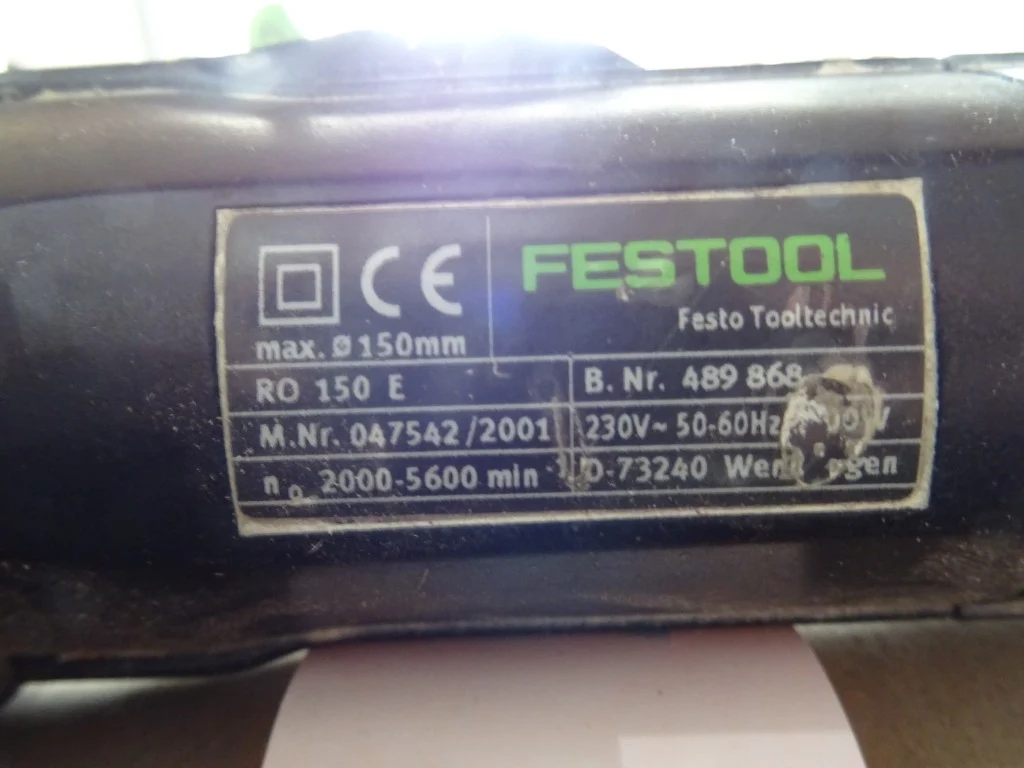 CE
FESTOOL
Festo Tooltechnic
max. Ø 150mm
RO 150 E
B. Nr. 489 868
M.Nr. 047542/2001
230V~ 50-60Hz
n₀ 2000-5600 min
D-73240